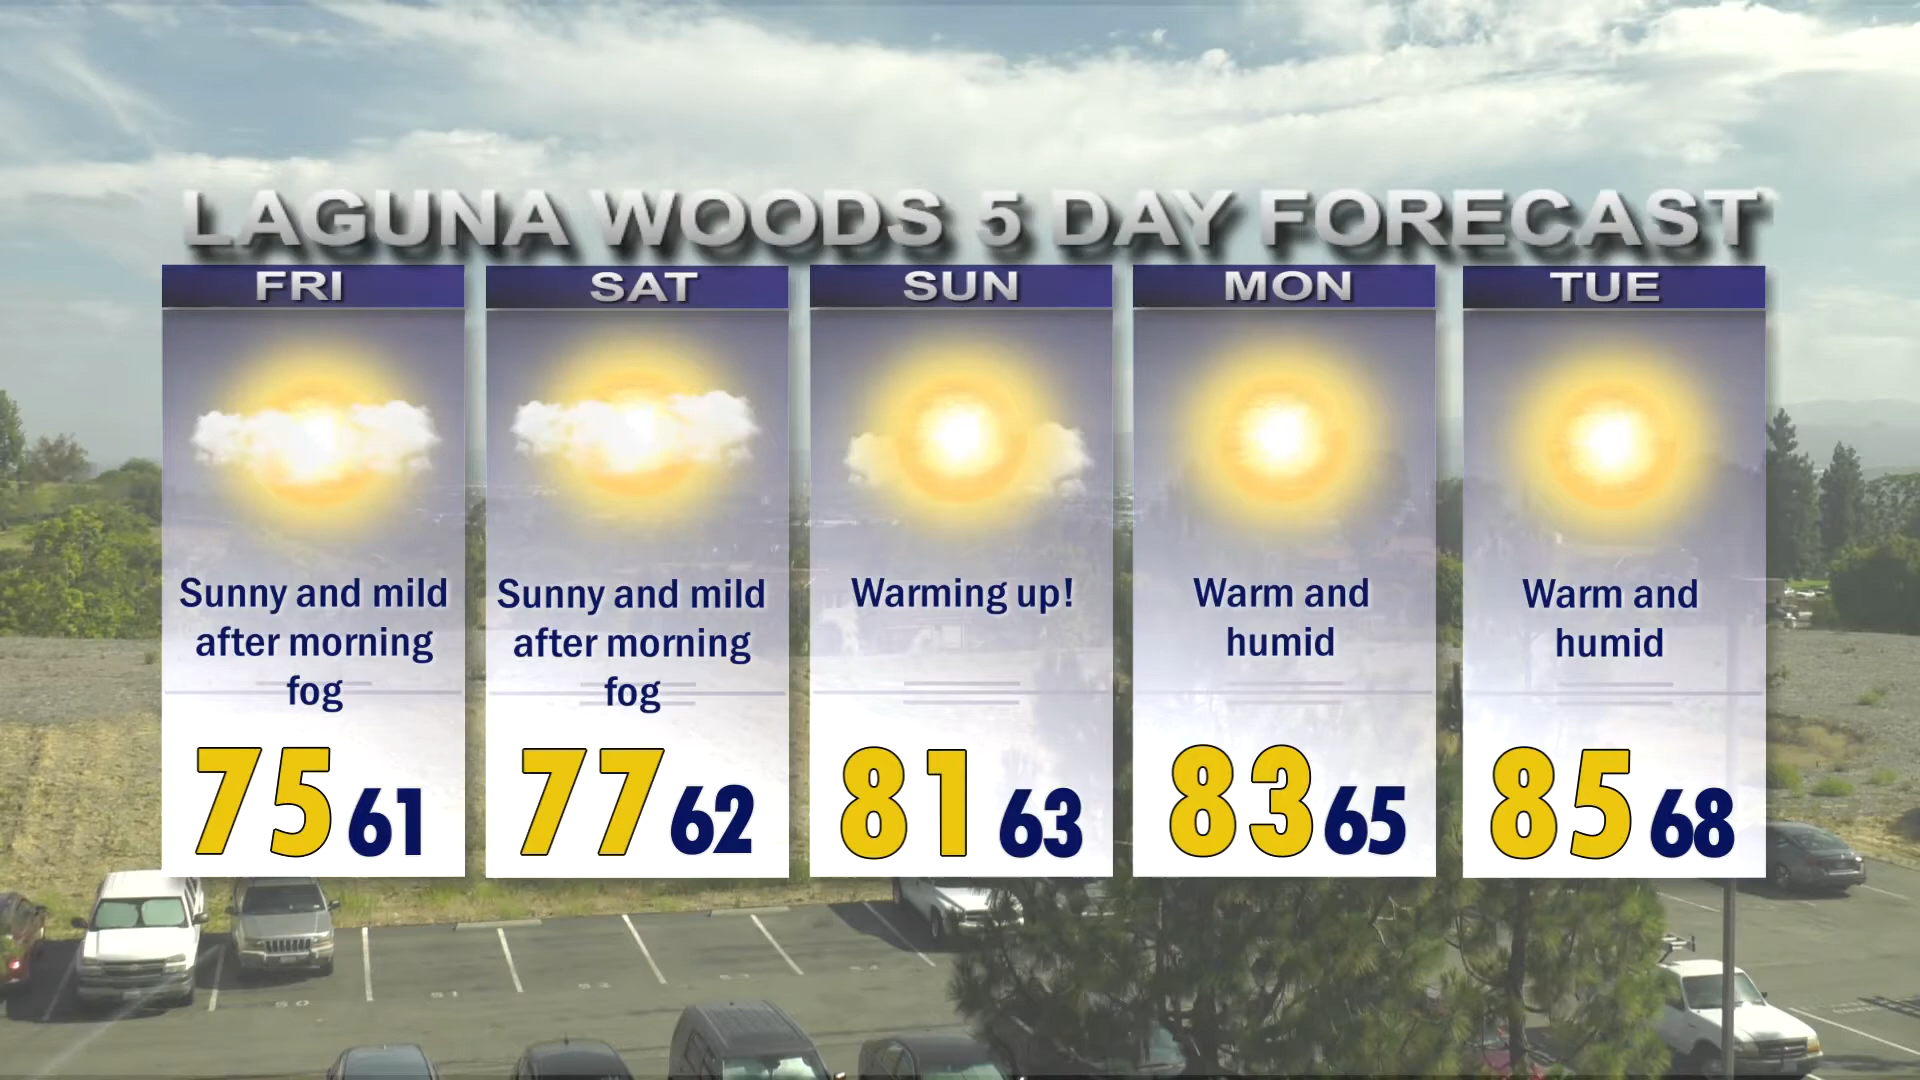 LAGUNA WOODS 5 DAY FORECAST
FRI
Sunny and mild
after morning
fog
75 61
SAT
Sunny and mild
after morning
fog
77 62
SUN
Warming up!
81 63
MON
Warm and
humid
83 65
TUE
Warm and
humid
85 68